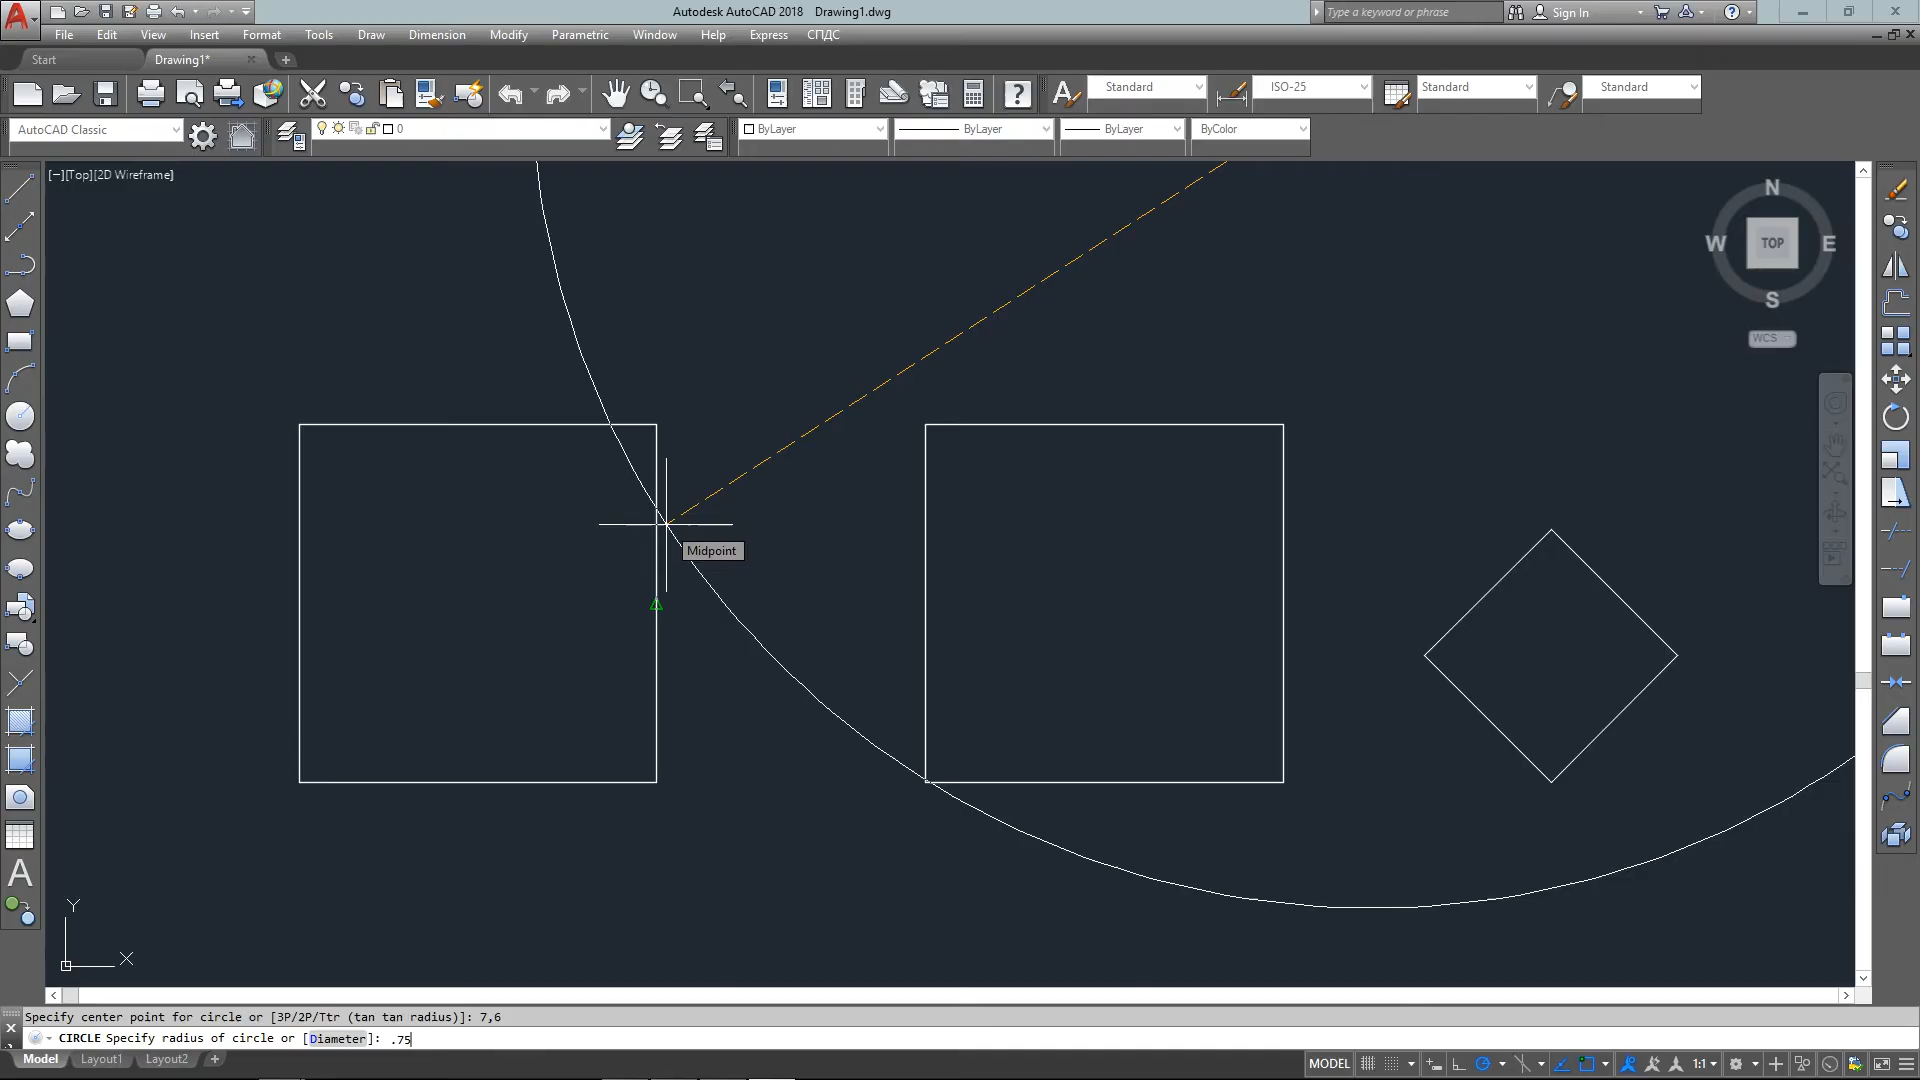 Autodesk AutoCAD 2018 Drawing1.dwg
Type a keyword or phrase
Sign In
File Edit View Insert Format Tools Draw Dimension Modify Parametric Window Help Express СПДС
Start Drawing1*
Standard ISO-25 Standard Standard
AutoCAD Classic 0 ByLayer ByLayer ByLayer ByColor
[−][Top][2D Wireframe]
N
W TOP E
S
WCS
Midpoint
Y
X
Specify center point for circle or [3P/2P/Ttr (tan tan radius)]: 7,6
CIRCLE Specify radius of circle or [Diameter]: .75
Model Layout1 Layout2 MODEL 1:1